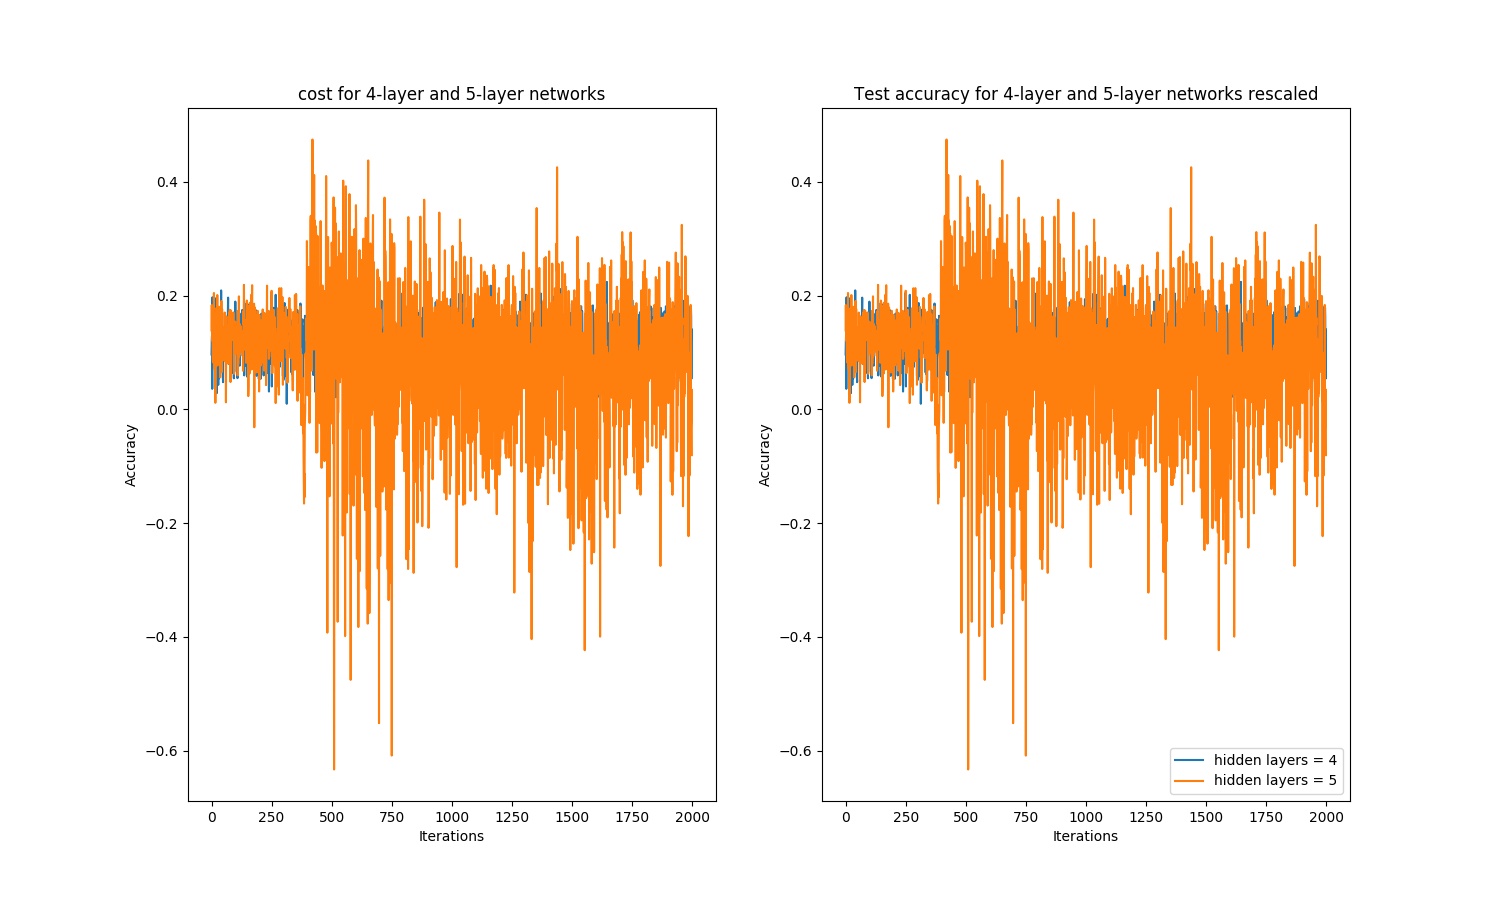 cost for 4-layer and 5-layer networks
Accuracy
0.4
0.2
0.0
−0.2
−0.4
−0.6
0 250 500 750 1000 1250 1500 1750 2000
Iterations
Test accuracy for 4-layer and 5-layer networks rescaled
Accuracy
0.4
0.2
0.0
−0.2
−0.4
−0.6
hidden layers = 4
hidden layers = 5
0 250 500 750 1000 1250 1500 1750 2000
Iterations